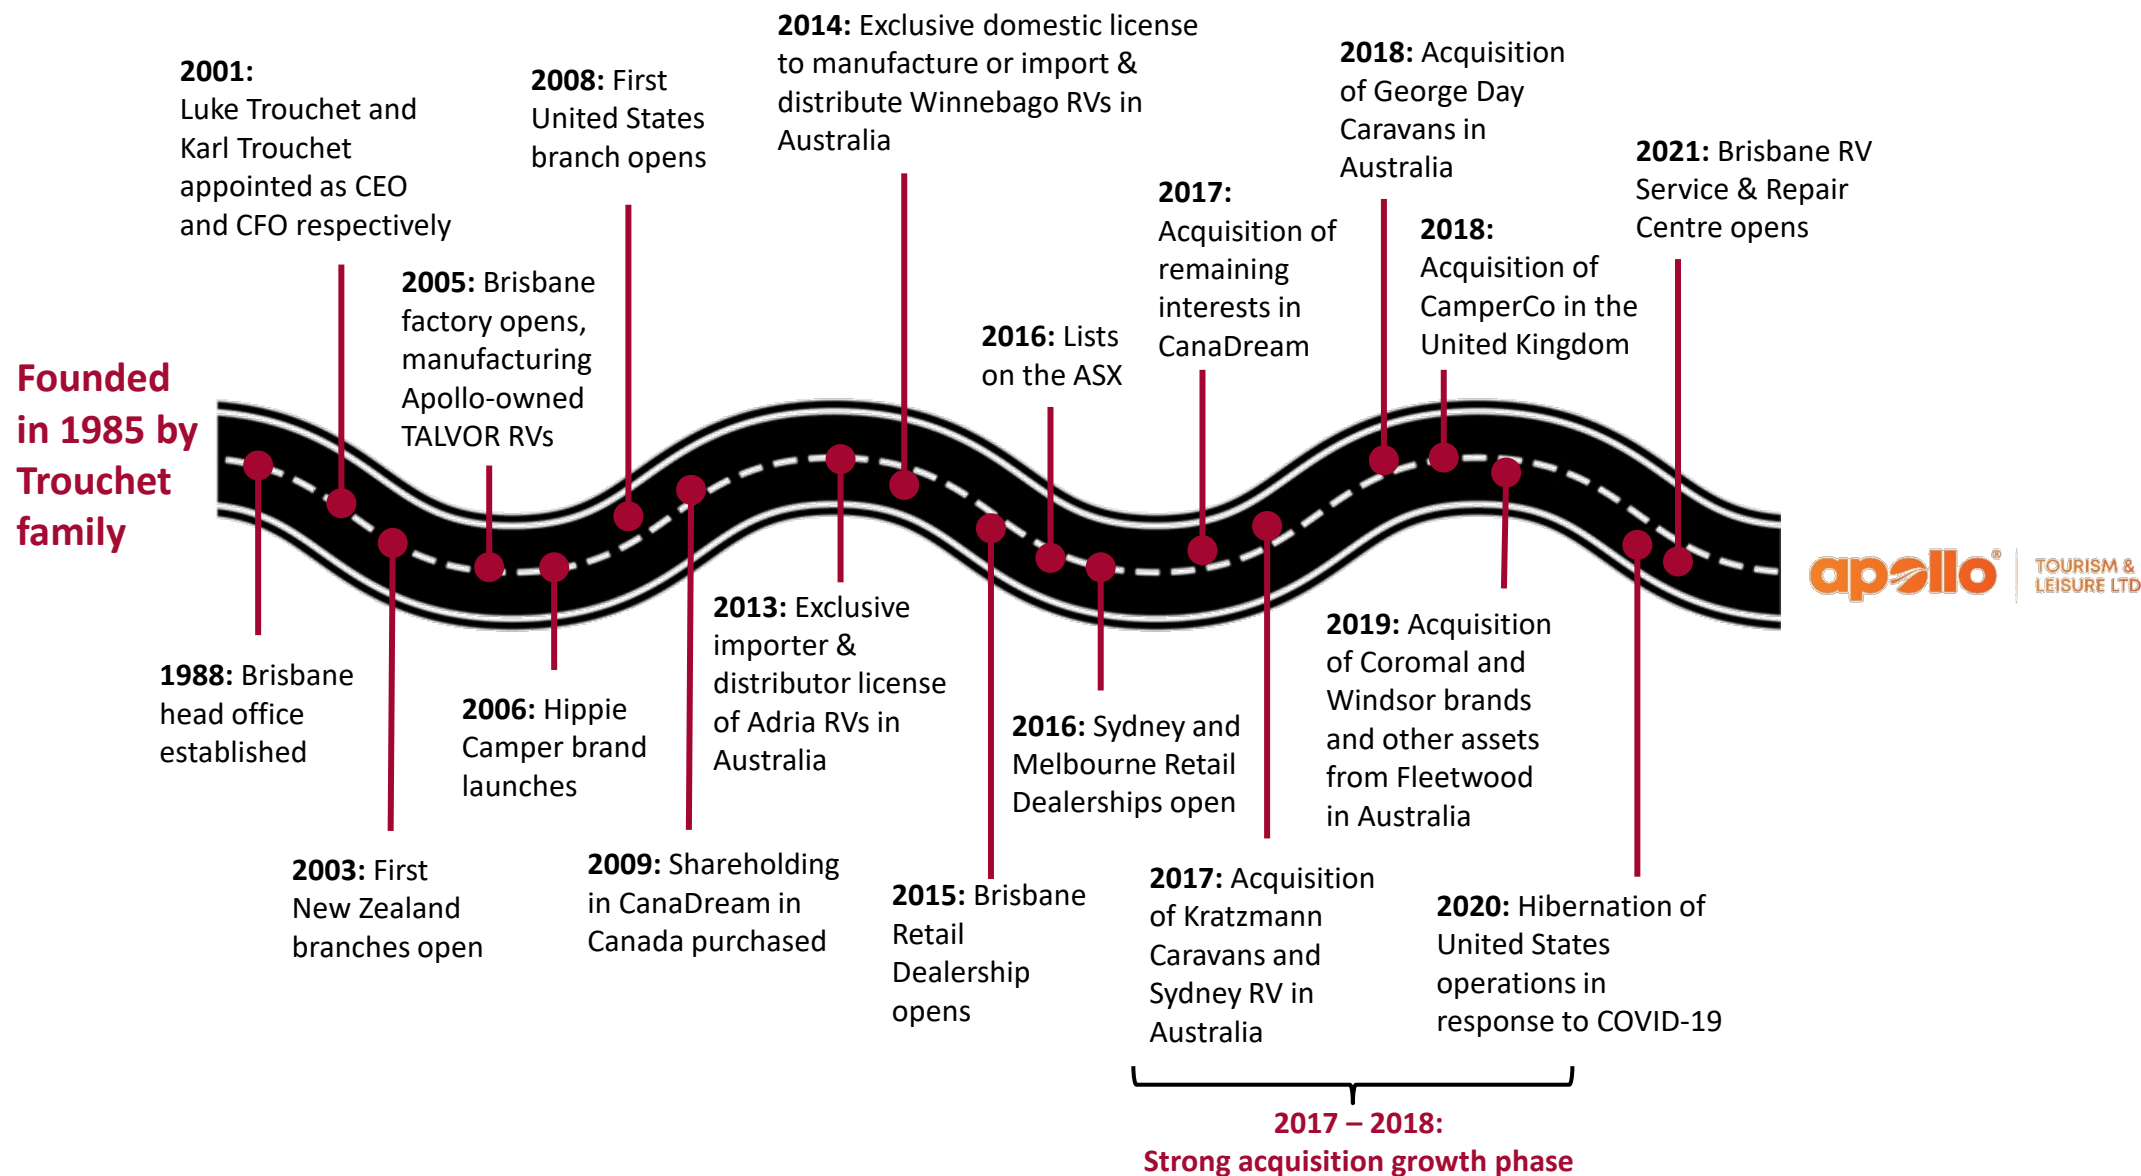 Founded
in 1985 by
Trouchet
family
1988: Brisbane
head office
established
2001:
Luke Trouchet and
Karl Trouchet
appointed as CEO
and CFO respectively
2003: First
New Zealand
branches open
2005: Brisbane
factory opens,
manufacturing
Apollo-owned
TALVOR RVs
2006: Hippie
Camper brand
launches
2008: First
United States
branch opens
2009: Shareholding
in CanaDream in
Canada purchased
2013: Exclusive
importer &
distributor license
of Adria RVs in
Australia
2014: Exclusive domestic license
to manufacture or import &
distribute Winnebago RVs in
Australia
2015: Brisbane
Retail
Dealership
opens
2016: Lists
on the ASX
2016: Sydney and
Melbourne Retail
Dealerships open
2017:
Acquisition of
remaining
interests in
CanaDream
2017: Acquisition
of Kratzmann
Caravans and
Sydney RV in
Australia
2018: Acquisition
of George Day
Caravans in
Australia
2018:
Acquisition of
CamperCo in the
United Kingdom
2019: Acquisition
of Coromal and
Windsor brands
and other assets
from Fleetwood
in Australia
2020: Hibernation of
United States
operations in
response to COVID-19
2021: Brisbane RV
Service & Repair
Centre opens
2017 – 2018:
Strong acquisition growth phase
apollo®
TOURISM &
LEISURE LTD